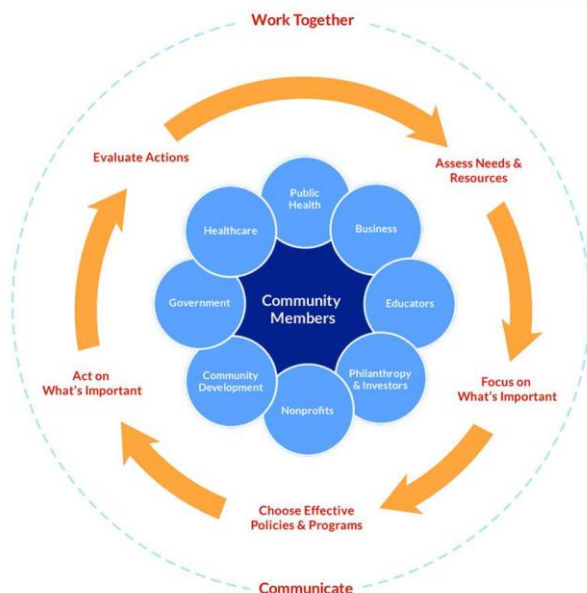 Work Together
Evaluate Actions
Assess Needs &
Resources
Public
Health
Healthcare
Business
Government
Community
Members
Educators
Community
Development
Philanthropy
& Investors
Nonprofits
Act on
What's Important
Focus on
What's Important
Choose Effective
Policies & Programs
Communicate